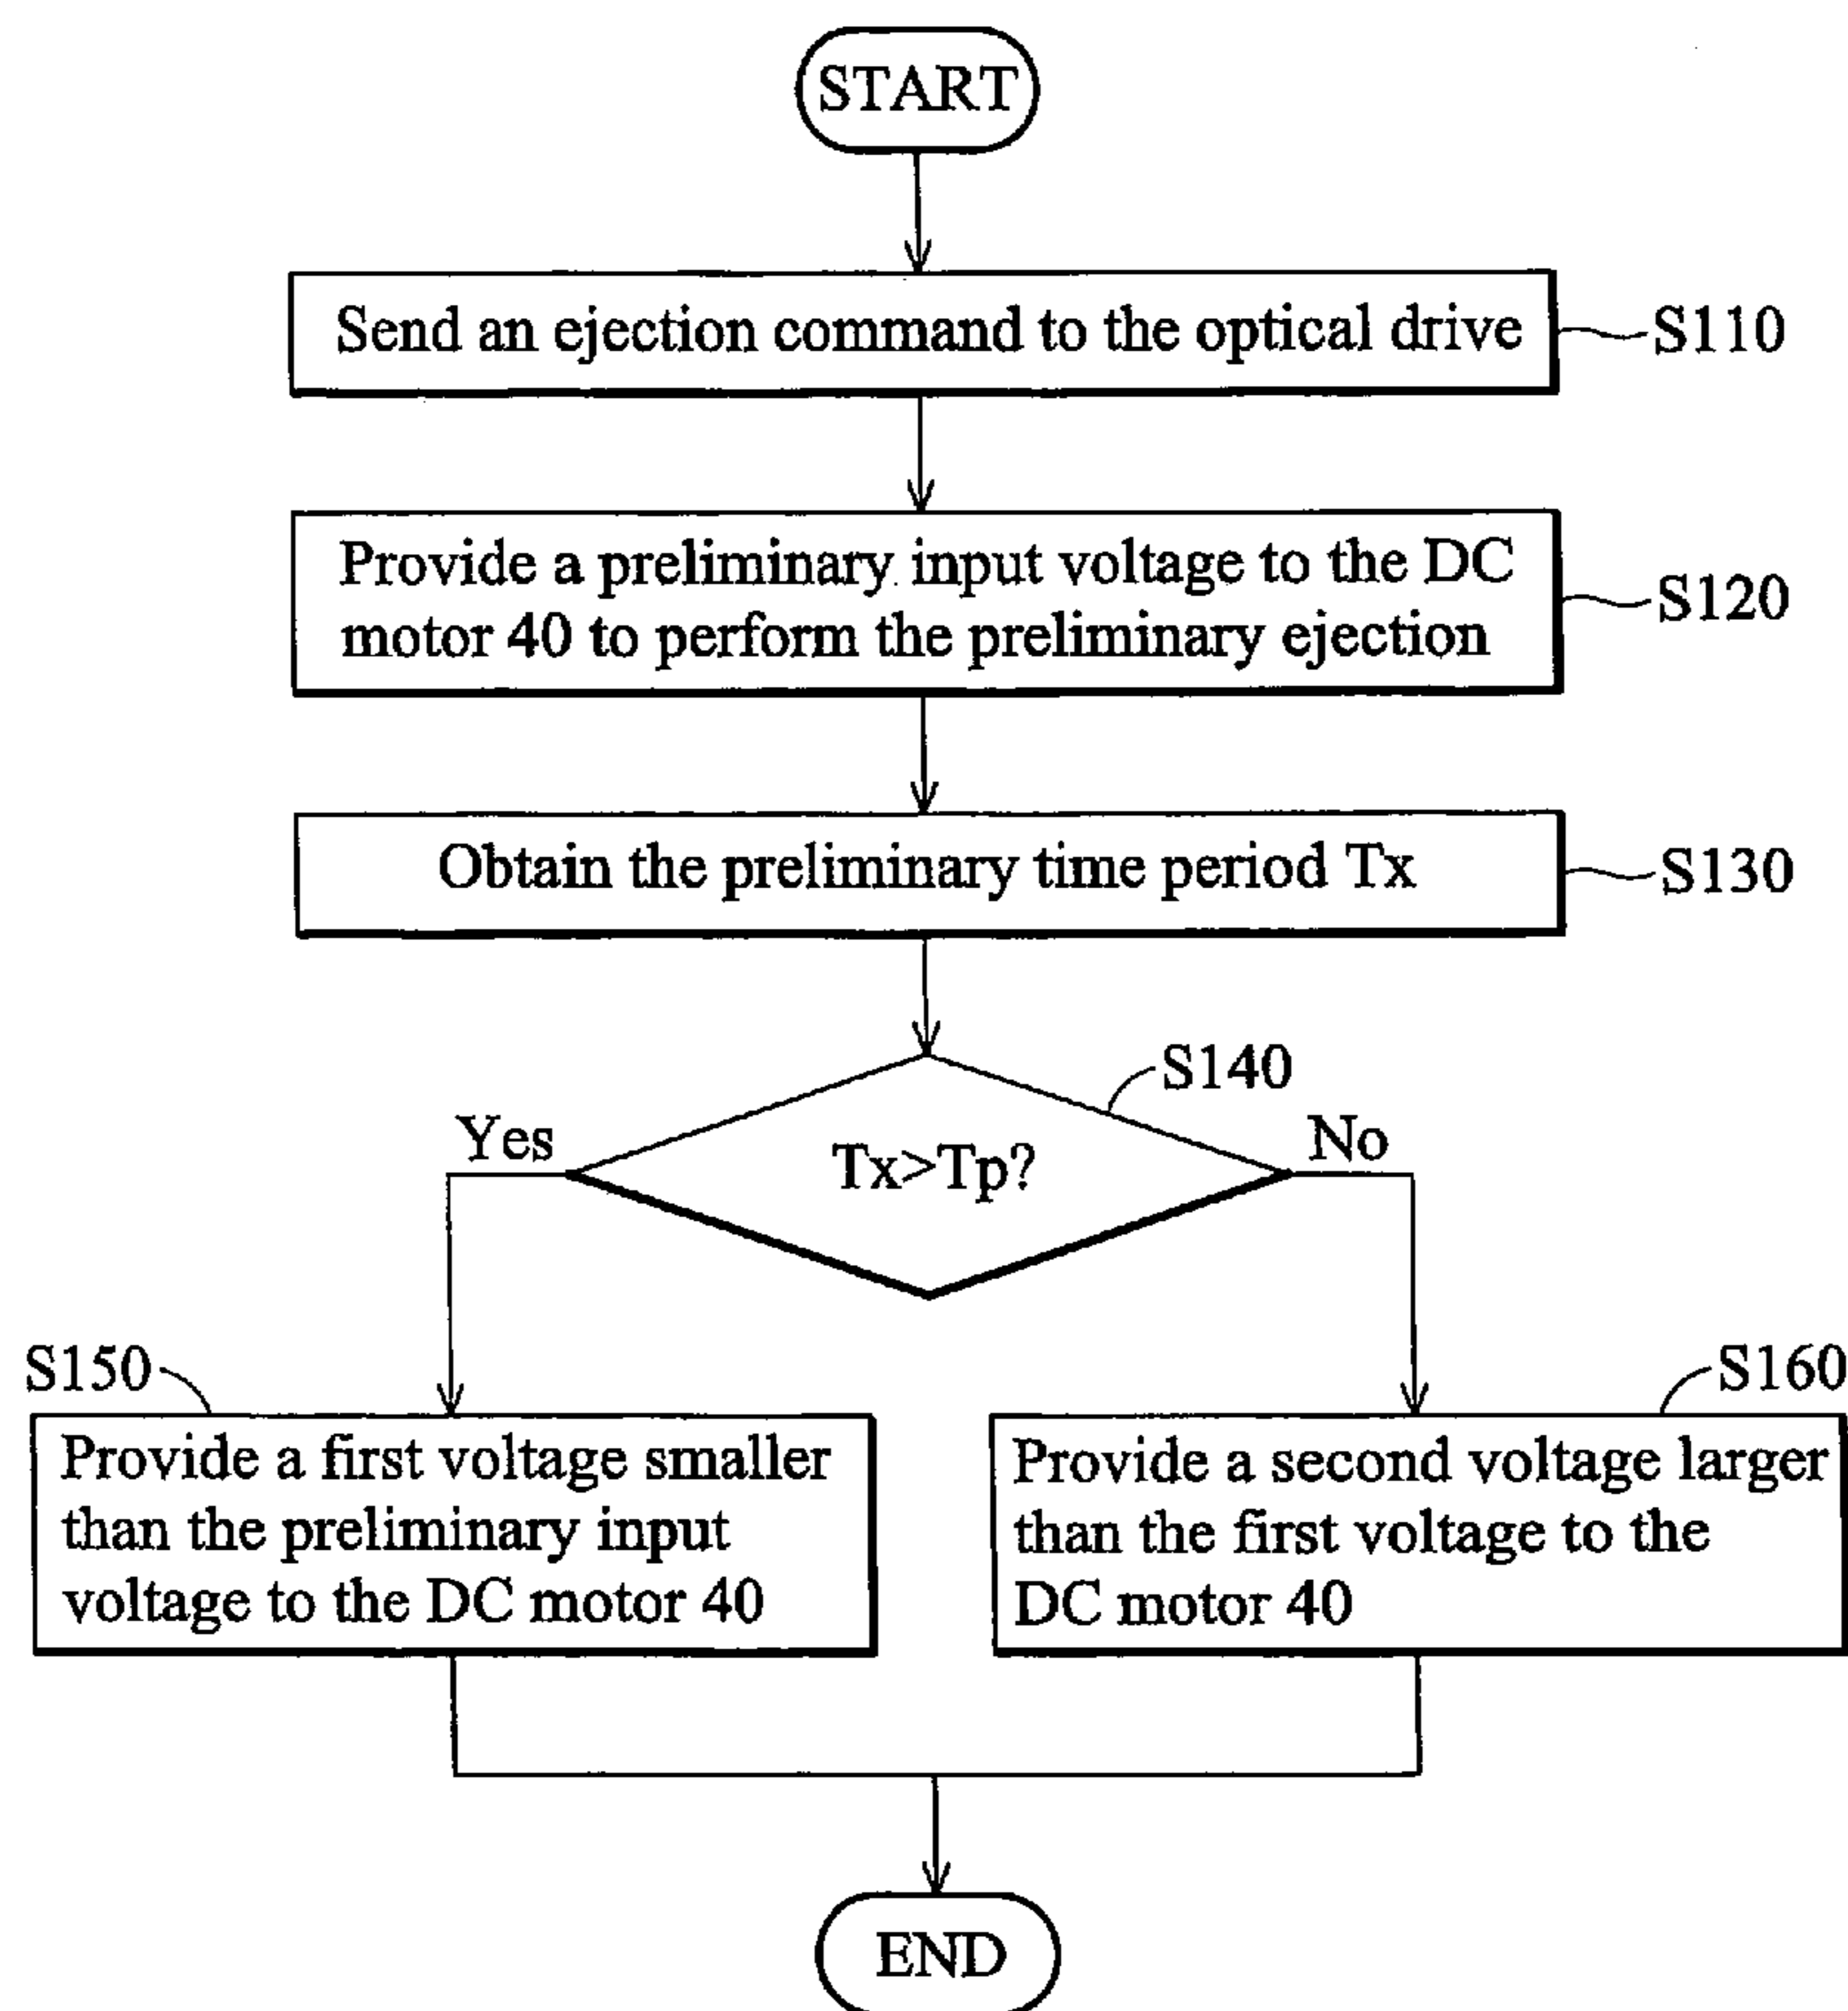 START
Send an ejection command to the optical drive
S110
Provide a preliminary input voltage to the DC
motor 40 to perform the preliminary ejection
S120
Obtain the preliminary time period Tx
S130
S140
Yes
Tx>Tp?
No
S150
Provide a first voltage smaller
than the preliminary input
voltage to the DC motor 40
S160
Provide a second voltage larger
than the first voltage to the
DC motor 40
END